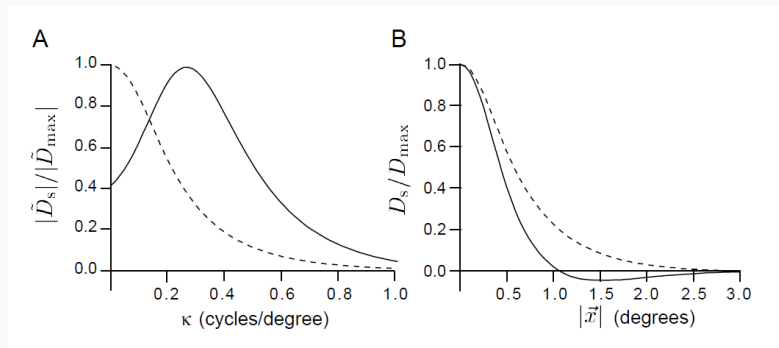 A
|D̃ₛ|/|D̃ₘₐₓ|
1.0
0.8
0.6
0.4
0.2
0.0
0.2 0.4 0.6 0.8 1.0
κ (cycles/degree)
B
Dₛ/Dₘₐₓ
1.0
0.8
0.6
0.4
0.2
0.0
0.5 1.0 1.5 2.0 2.5 3.0
|x⃗| (degrees)